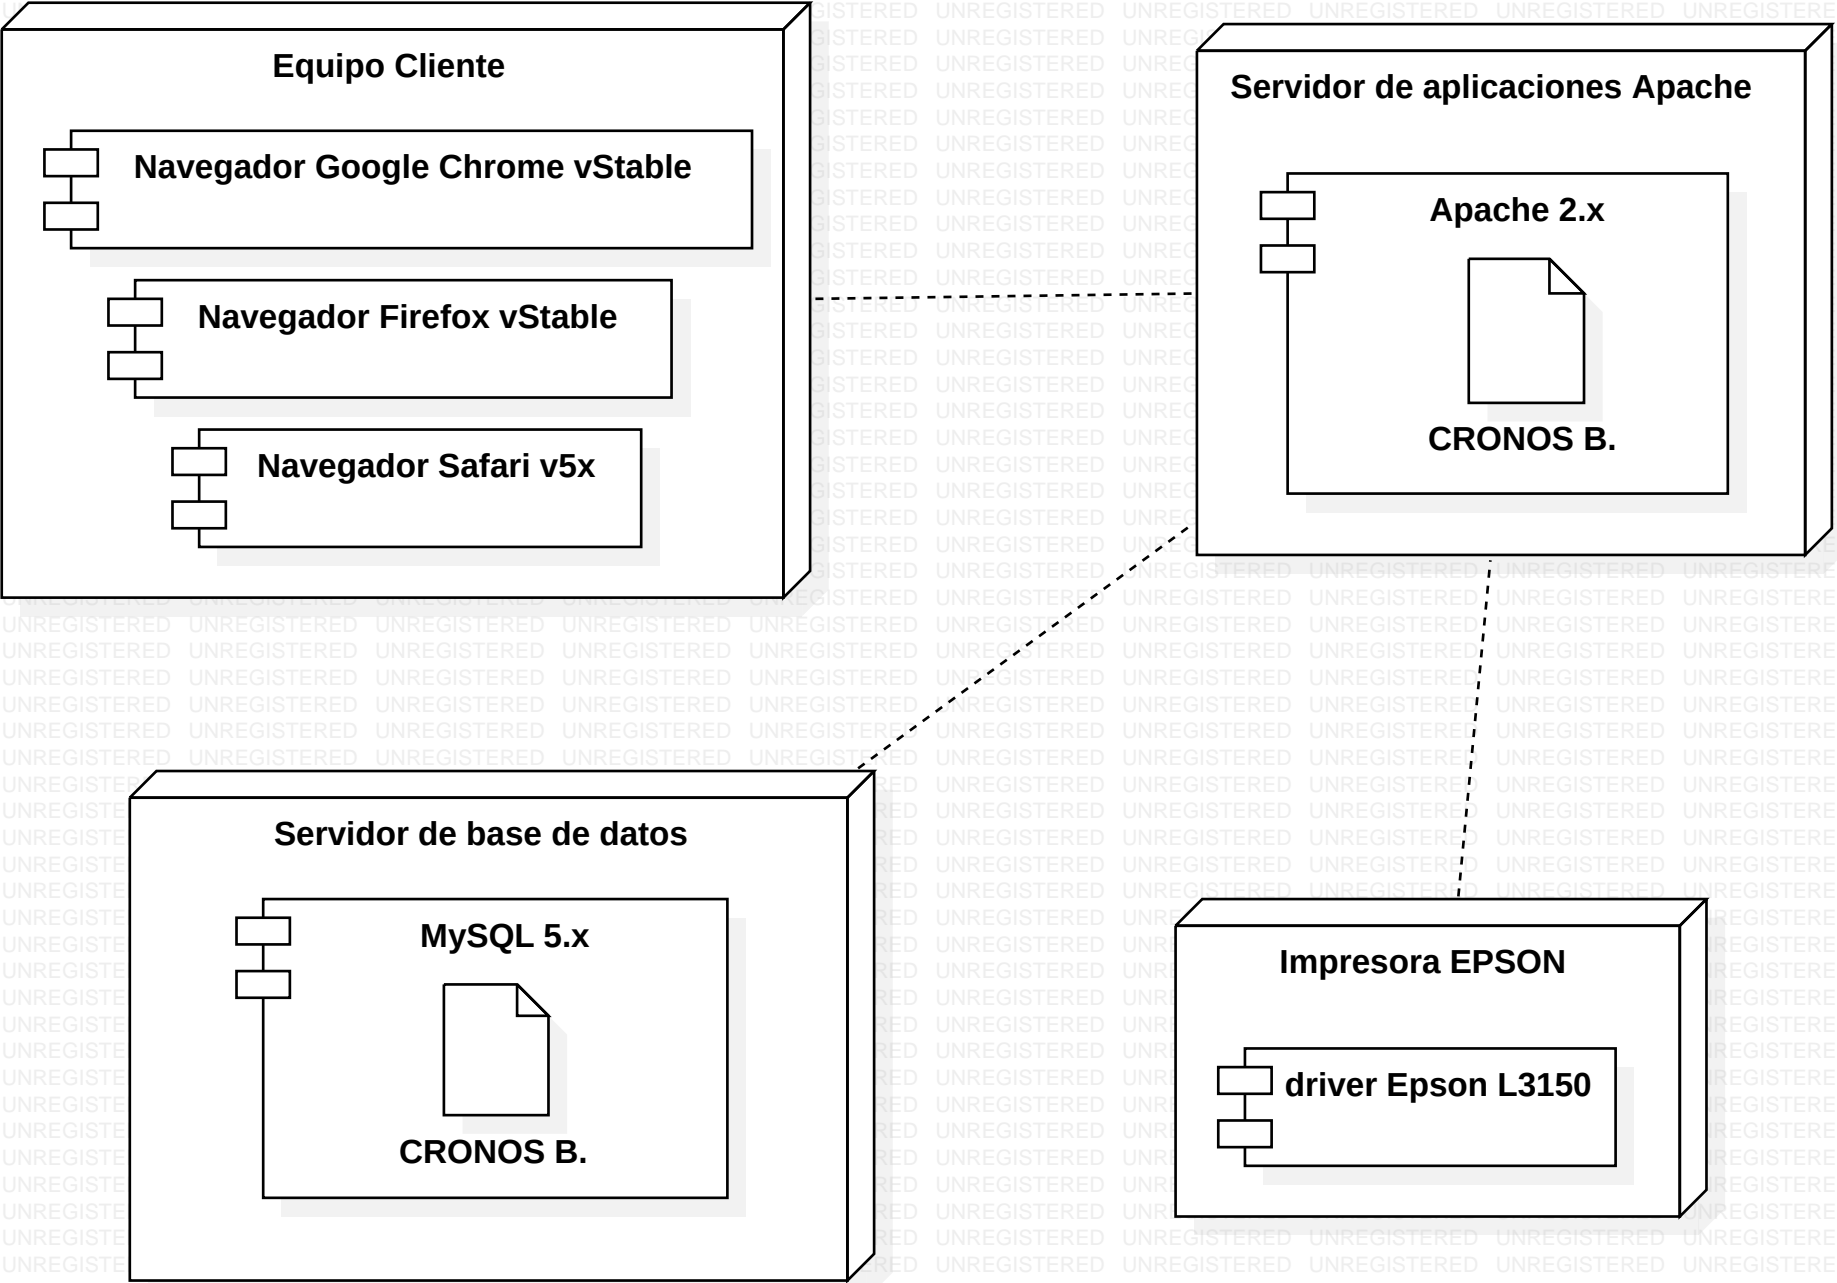 Equipo Cliente
Navegador Google Chrome vStable
Navegador Firefox vStable
Navegador Safari v5x
Servidor de aplicaciones Apache
Apache 2.x
CRONOS B.
Servidor de base de datos
MySQL 5.x
CRONOS B.
Impresora EPSON
driver Epson L3150
UNREGISTERED